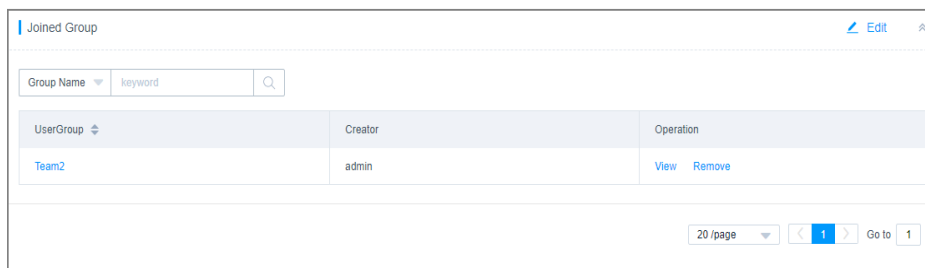 Joined Group Edit
Group Name keyword
UserGroup Creator Operation
Team2 admin View Remove
20 /page 1 Go to 1